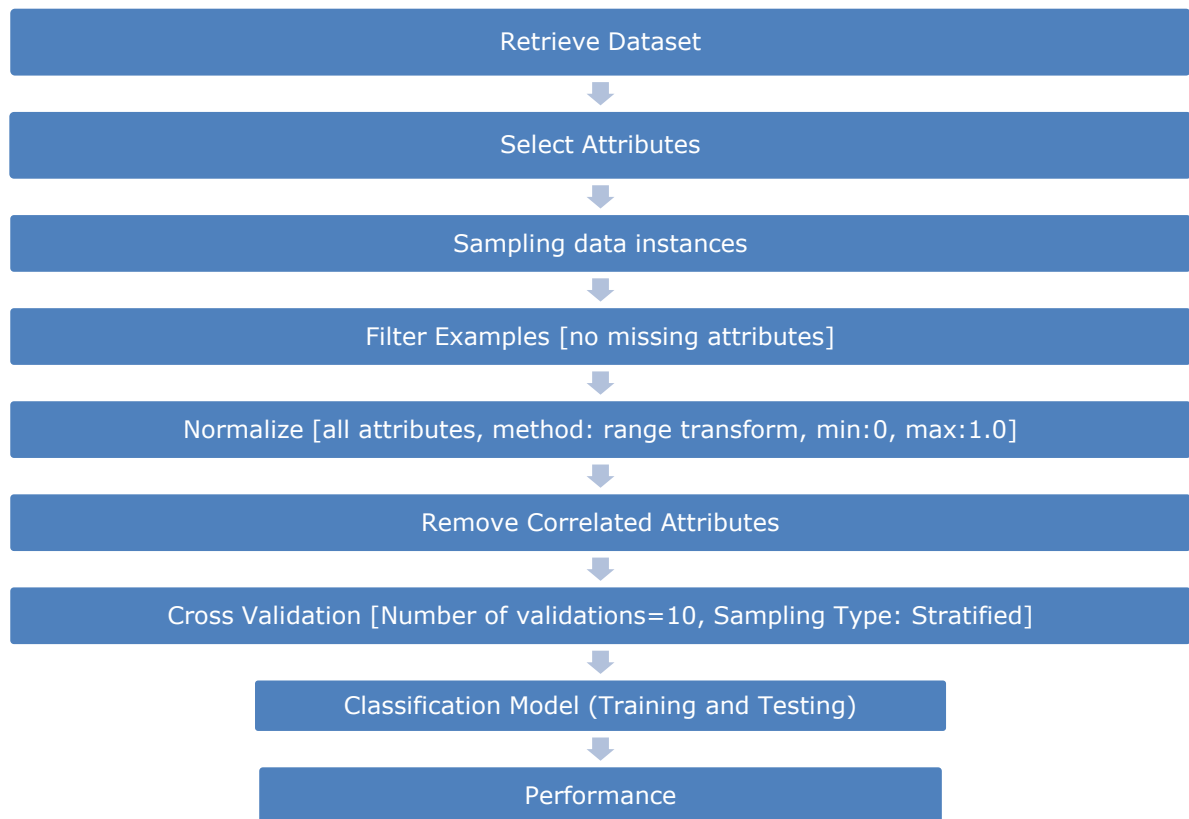 Retrieve Dataset
Select Attributes
Sampling data instances
Filter Examples [no missing attributes]
Normalize [all attributes, method: range transform, min:0, max:1.0]
Remove Correlated Attributes
Cross Validation [Number of validations=10, Sampling Type: Stratified]
Classification Model (Training and Testing)
Performance